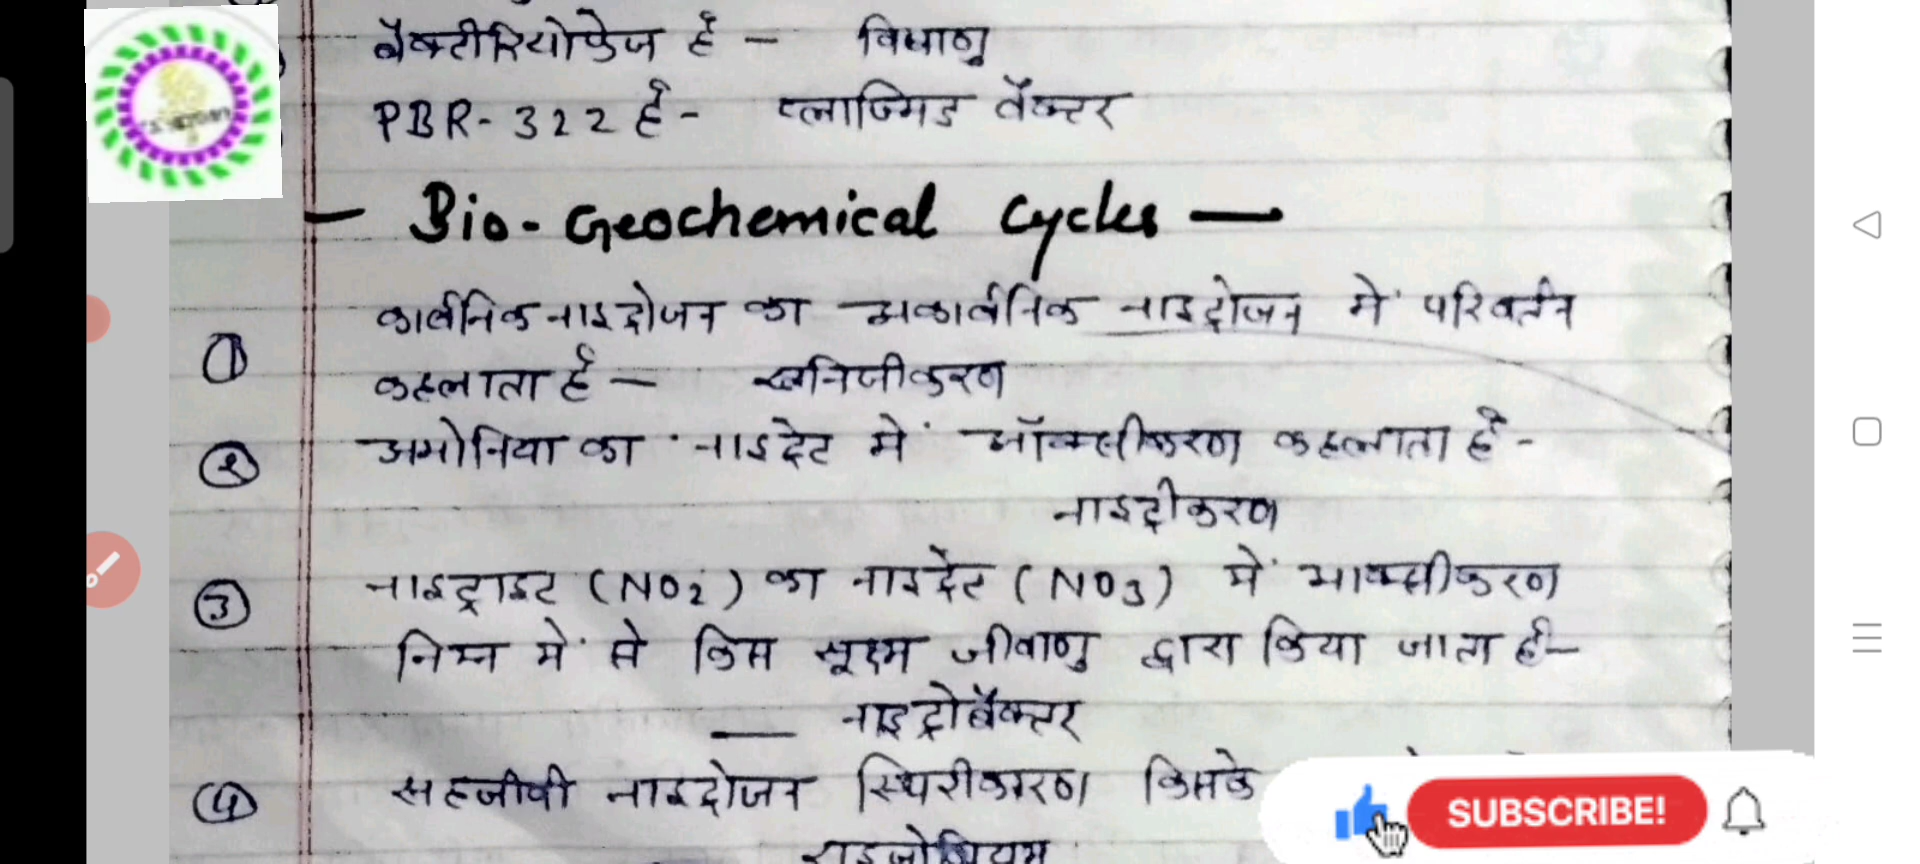 बैक्टीरियोफेज है — विषाणु
PBR-322 है - प्लाज्मिड वैक्टर
— Bio-Geochemical Cycles —
① कार्बनिक नाइट्रोजन का अकार्बनिक नाइट्रोजन में परिवर्तन
कहलाता है — खनिजीकरण
② अमोनिया का नाइट्रेट में ऑक्सीकरण कहलाता है -
नाइट्रीकरण
③ नाइट्राइट (NO2) का नाइट्रेट (NO3) में आक्सीकरण
निम्न में से किस सूक्ष्म जीवाणु द्वारा किया जाता है —
— नाइट्रोबैक्टर
④ सहजीवी नाइट्रोजन स्थिरीकरण किसके
राइजोबियम
SUBSCRIBE!